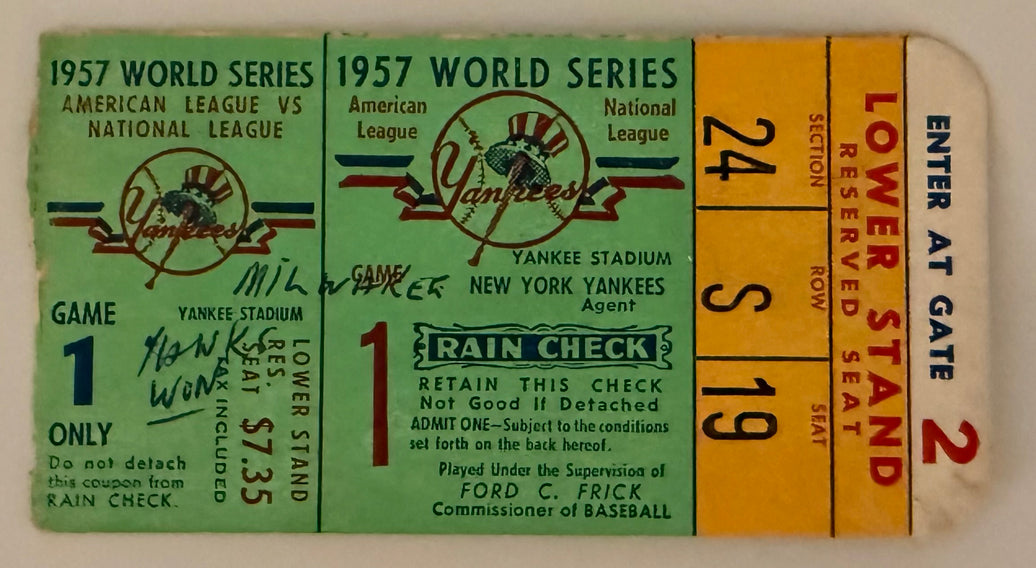 1957 WORLD SERIES
AMERICAN LEAGUE VS
NATIONAL LEAGUE
Yankees
MILWAKEE
GAME
1
ONLY
YANKEE STADIUM
YANKS
WON
LOWER STAND
RES.
SEAT $7.35
TAX INCLUDED
Do not detach
this coupon from
RAIN CHECK.
1957 WORLD SERIES
American
League
National
League
Yankees
YANKEE STADIUM
GAME
1
NEW YORK YANKEES
Agent
RAIN CHECK
RETAIN THIS CHECK
Not Good If Detached
ADMIT ONE—Subject to the conditions
set forth on the back hereof.
Played Under the Supervision of
FORD C. FRICK
Commissioner of BASEBALL
SECTION
24
ROW
S
SEAT
19
LOWER STAND
RESERVED SEAT
ENTER AT GATE 2